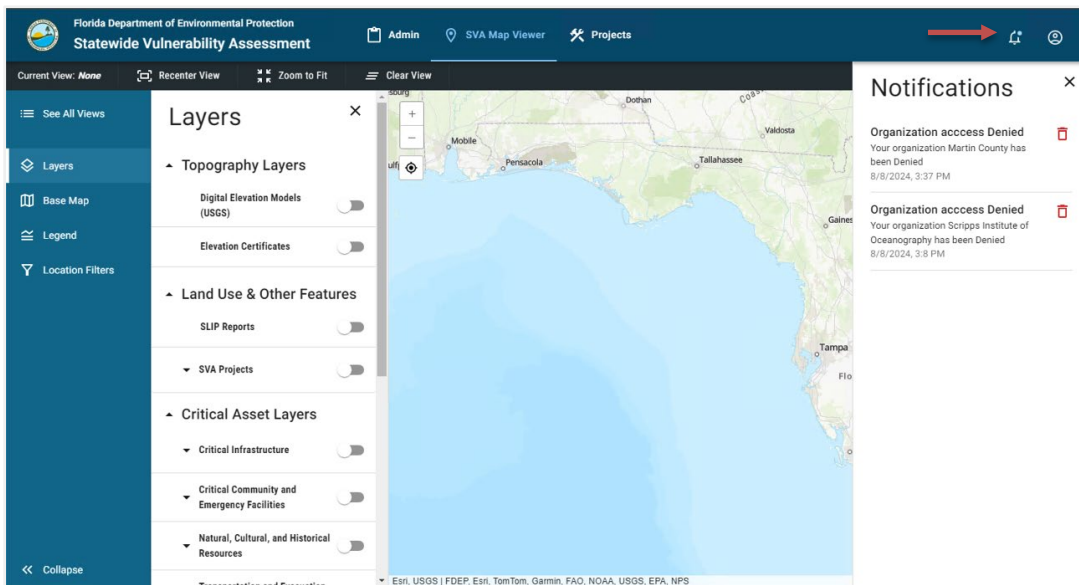 Florida Department of Environmental Protection
Statewide Vulnerability Assessment
Admin
SVA Map Viewer
Projects
Current View: None
Recenter View
Zoom to Fit
Clear View
See All Views
Layers
Base Map
Legend
Location Filters
Collapse
Layers
Topography Layers
Digital Elevation Models
(USGS)
Elevation Certificates
Land Use & Other Features
SLIP Reports
SVA Projects
Critical Asset Layers
Critical Infrastructure
Critical Community and
Emergency Facilities
Natural, Cultural, and Historical
Resources
Transportation and Evacuation
+
−
Dothan
Valdosta
Mobile
Pensacola
Tallahassee
Gaines
Tampa
Flo
Esri, USGS | FDEP, Esri, TomTom, Garmin, FAO, NOAA, USGS, EPA, NPS
Notifications
Organization acccess Denied
Your organization Martin County has
been Denied
8/8/2024, 3:37 PM
Organization acccess Denied
Your organization Scripps Institute of
Oceanography has been Denied
8/8/2024, 3:8 PM